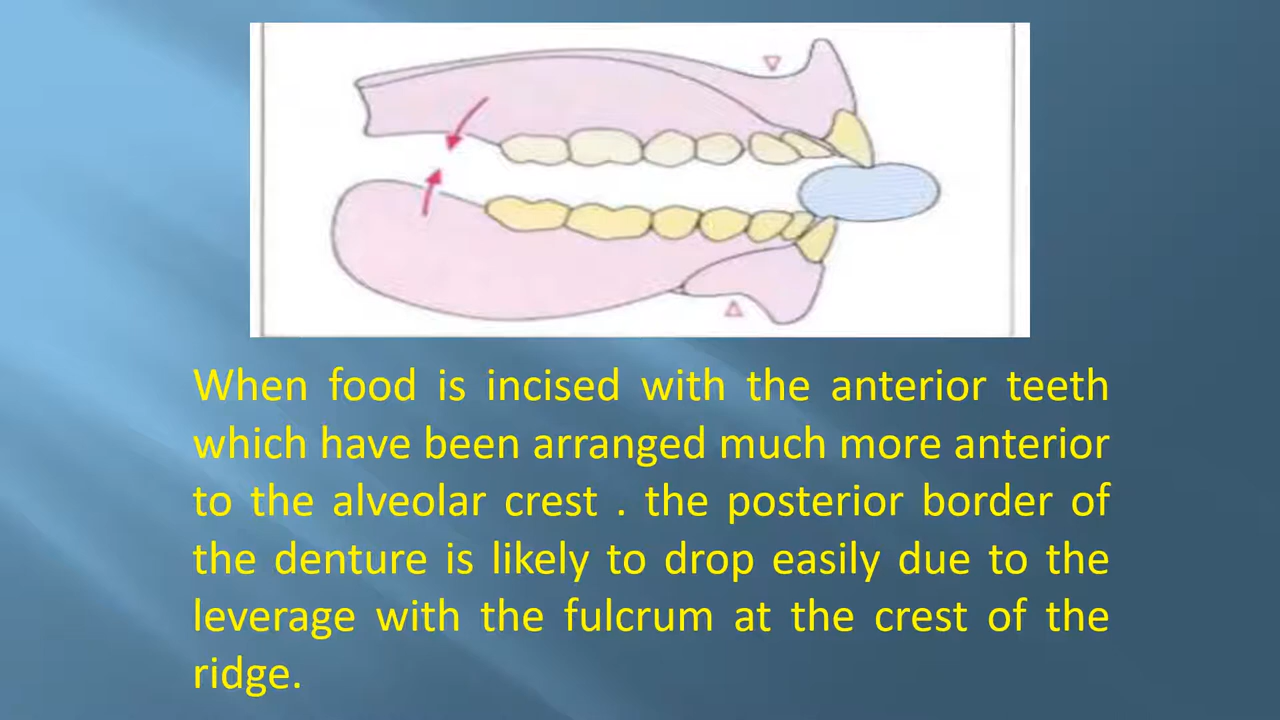 When food is incised with the anterior teeth
which have been arranged much more anterior
to the alveolar crest . the posterior border of
the denture is likely to drop easily due to the
leverage with the fulcrum at the crest of the
ridge.